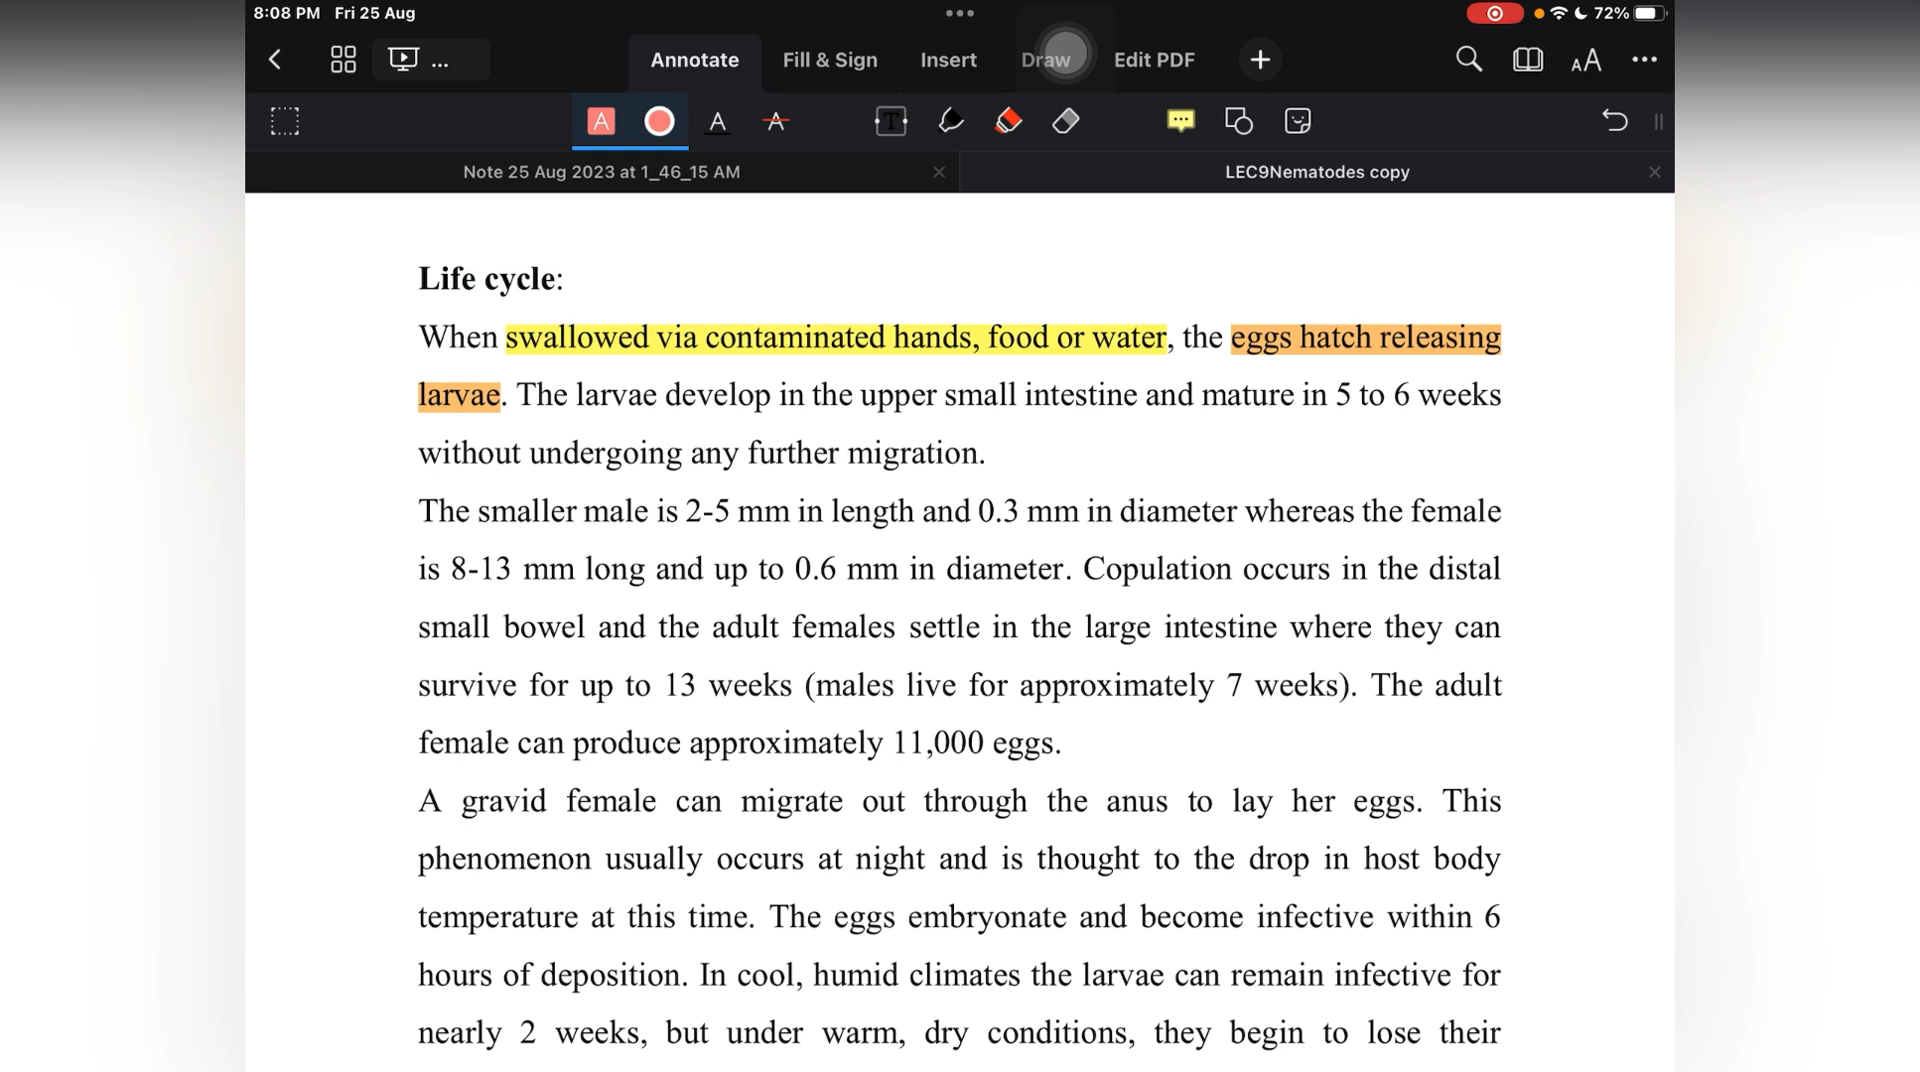 8:08 PM Fri 25 Aug
72%
...
Annotate
Fill & Sign
Insert
Draw
Edit PDF
+
AA
A
A
A
T
Note 25 Aug 2023 at 1_46_15 AM
LEC9Nematodes copy
Life cycle:
When swallowed via contaminated hands, food or water, the eggs hatch releasing
larvae. The larvae develop in the upper small intestine and mature in 5 to 6 weeks
without undergoing any further migration.
The smaller male is 2-5 mm in length and 0.3 mm in diameter whereas the female
is 8-13 mm long and up to 0.6 mm in diameter. Copulation occurs in the distal
small bowel and the adult females settle in the large intestine where they can
survive for up to 13 weeks (males live for approximately 7 weeks). The adult
female can produce approximately 11,000 eggs.
A gravid female can migrate out through the anus to lay her eggs. This
phenomenon usually occurs at night and is thought to the drop in host body
temperature at this time. The eggs embryonate and become infective within 6
hours of deposition. In cool, humid climates the larvae can remain infective for
nearly 2 weeks, but under warm, dry conditions, they begin to lose their